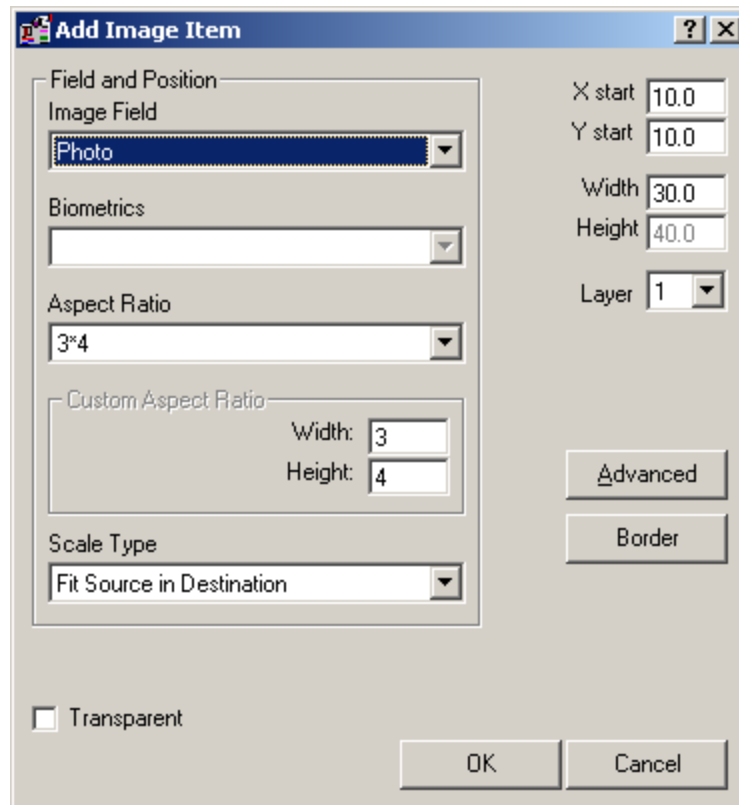 Add Image Item
Field and Position
Image Field
Photo
Biometrics
Aspect Ratio
3*4
Custom Aspect Ratio
Width: 3
Height: 4
Scale Type
Fit Source in Destination
X start 10.0
Y start 10.0
Width 30.0
Height 40.0
Layer 1
Advanced
Border
Transparent
OK Cancel